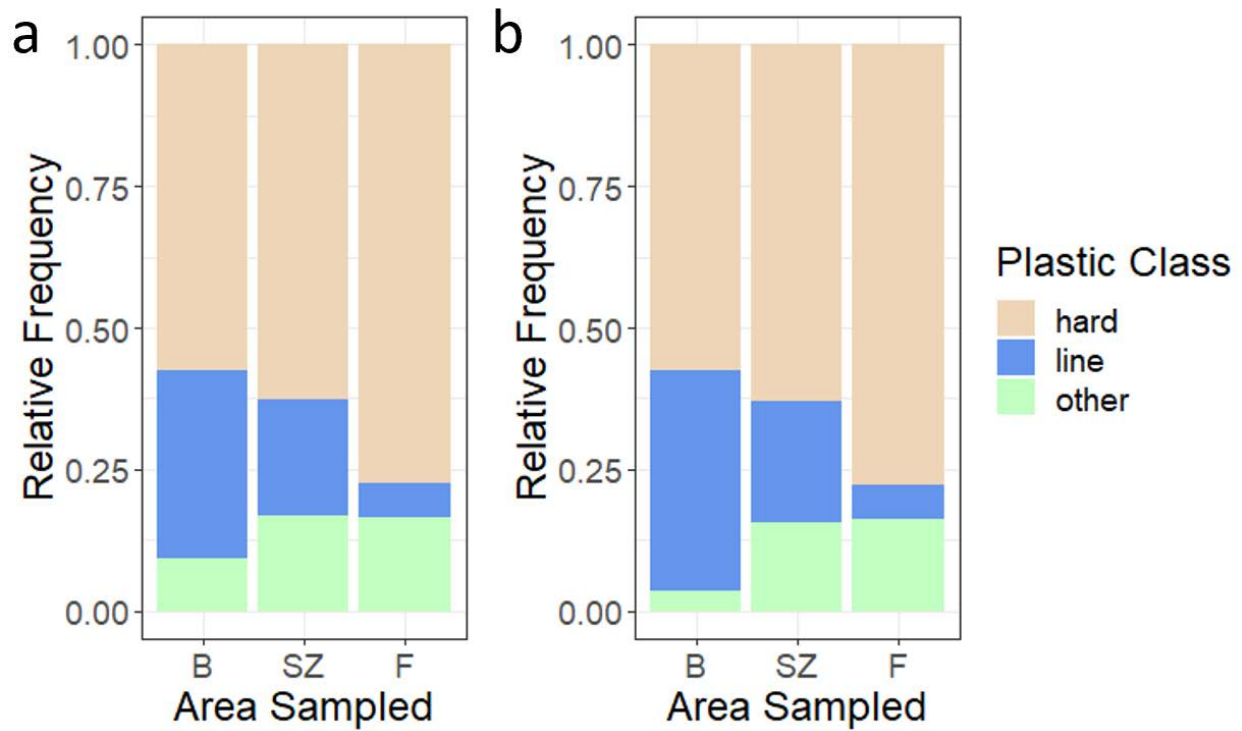 a
1.00
0.75
0.50
0.25
0.00
Relative Frequency
B SZ F
Area Sampled
b
1.00
0.75
0.50
0.25
0.00
Relative Frequency
B SZ F
Area Sampled
Plastic Class
hard
line
other